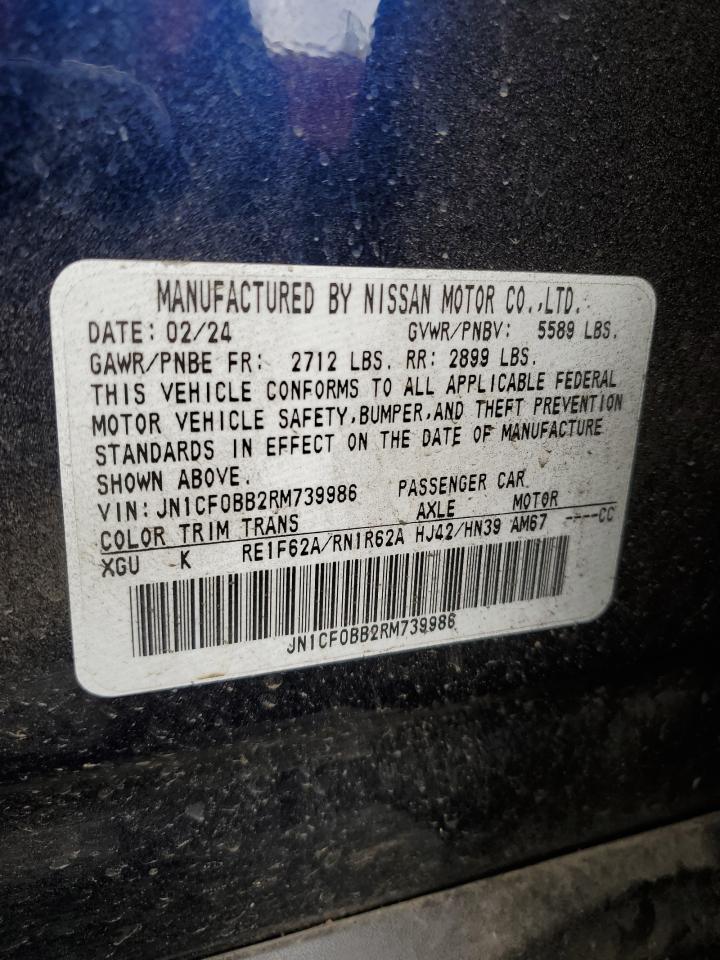 MANUFACTURED BY NISSAN MOTOR CO.,LTD.
DATE: 02/24 GVWR/PNBV: 5589 LBS.
GAWR/PNBE FR: 2712 LBS. RR: 2899 LBS.
THIS VEHICLE CONFORMS TO ALL APPLICABLE FEDERAL
MOTOR VEHICLE SAFETY,BUMPER,AND THEFT PREVENTION
STANDARDS IN EFFECT ON THE DATE OF MANUFACTURE
SHOWN ABOVE.
VIN: JN1CF0BB2RM739986 PASSENGER CAR
COLOR TRIM TRANS AXLE MOTOR
XGU K RE1F62A/RN1R62A HJ42/HN39 AM67 ----CC
JN1CF0BB2RM739986